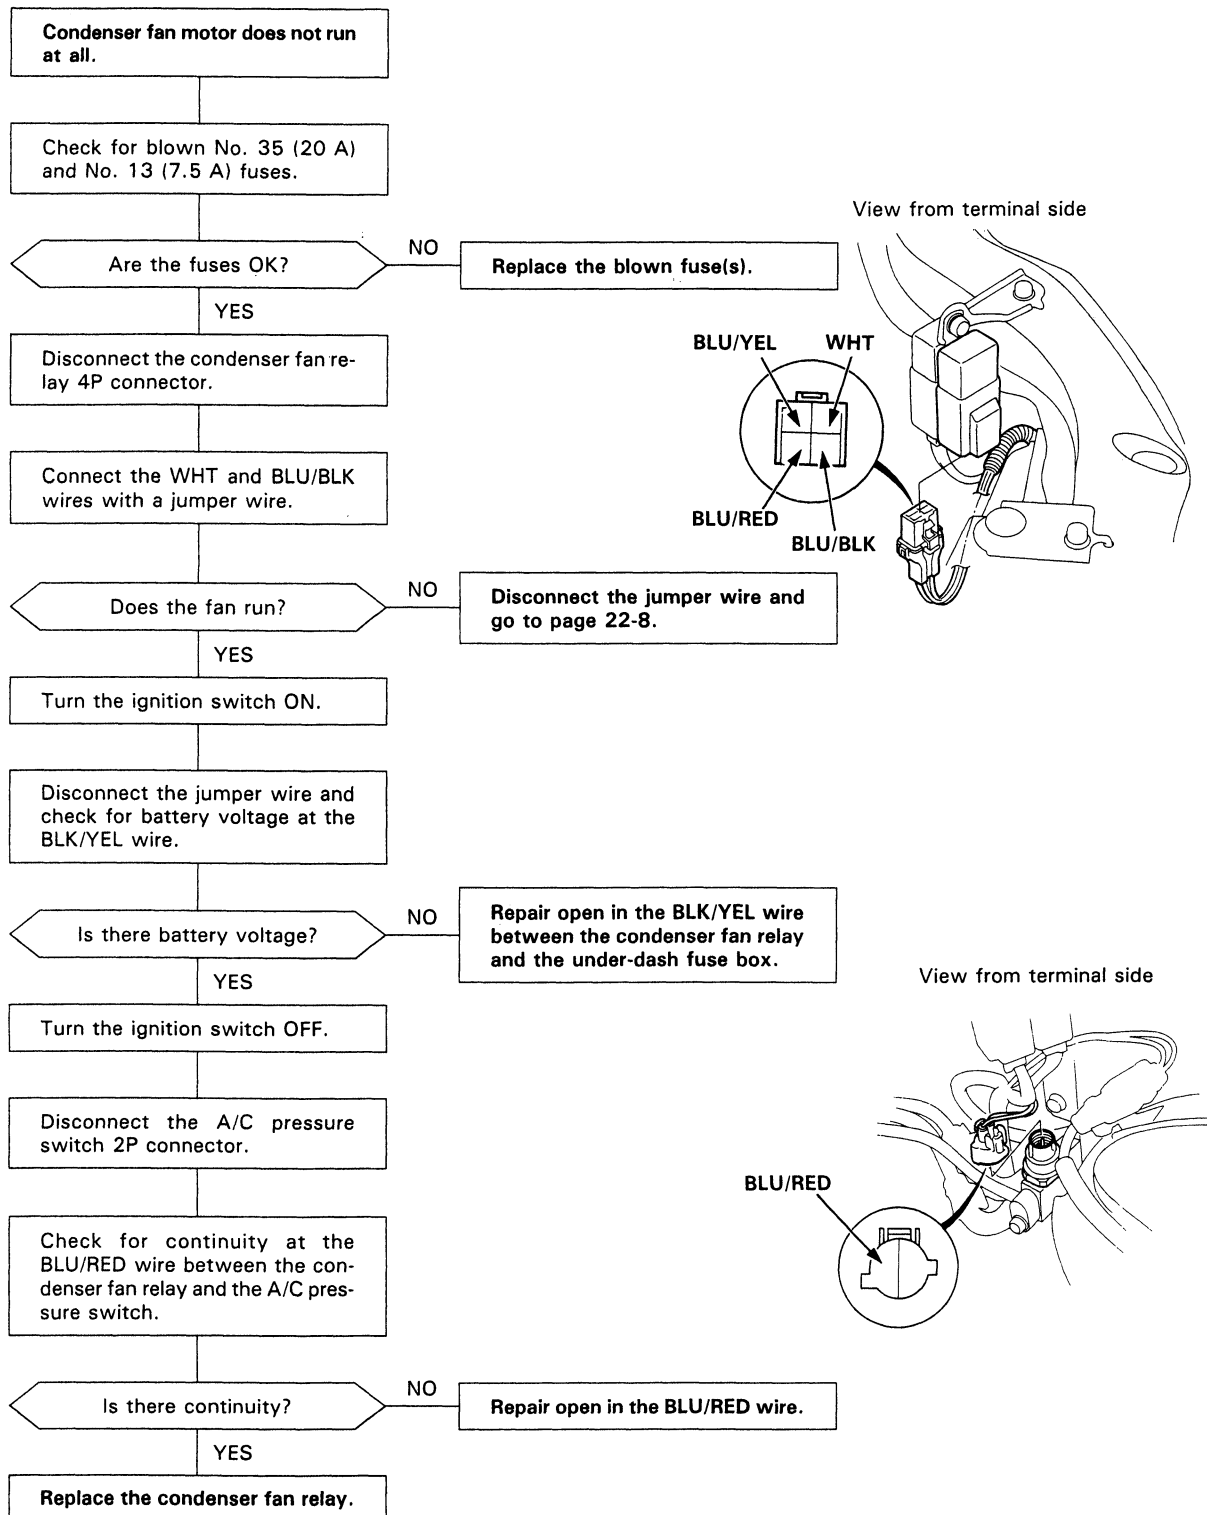 Condenser fan motor does not run
at all.
Check for blown No. 35 (20 A)
and No. 13 (7.5 A) fuses.
Are the fuses OK?
NO
Replace the blown fuse(s).
YES
Disconnect the condenser fan re-
lay 4P connector.
Connect the WHT and BLU/BLK
wires with a jumper wire.
Does the fan run?
NO
Disconnect the jumper wire and
go to page 22-8.
YES
Turn the ignition switch ON.
Disconnect the jumper wire and
check for battery voltage at the
BLK/YEL wire.
Is there battery voltage?
NO
Repair open in the BLK/YEL wire
between the condenser fan relay
and the under-dash fuse box.
YES
Turn the ignition switch OFF.
Disconnect the A/C pressure
switch 2P connector.
Check for continuity at the
BLU/RED wire between the con-
denser fan relay and the A/C pres-
sure switch.
Is there continuity?
NO
Repair open in the BLU/RED wire.
YES
Replace the condenser fan relay.
View from terminal side
BLU/YEL
WHT
BLU/RED
BLU/BLK
View from terminal side
BLU/RED